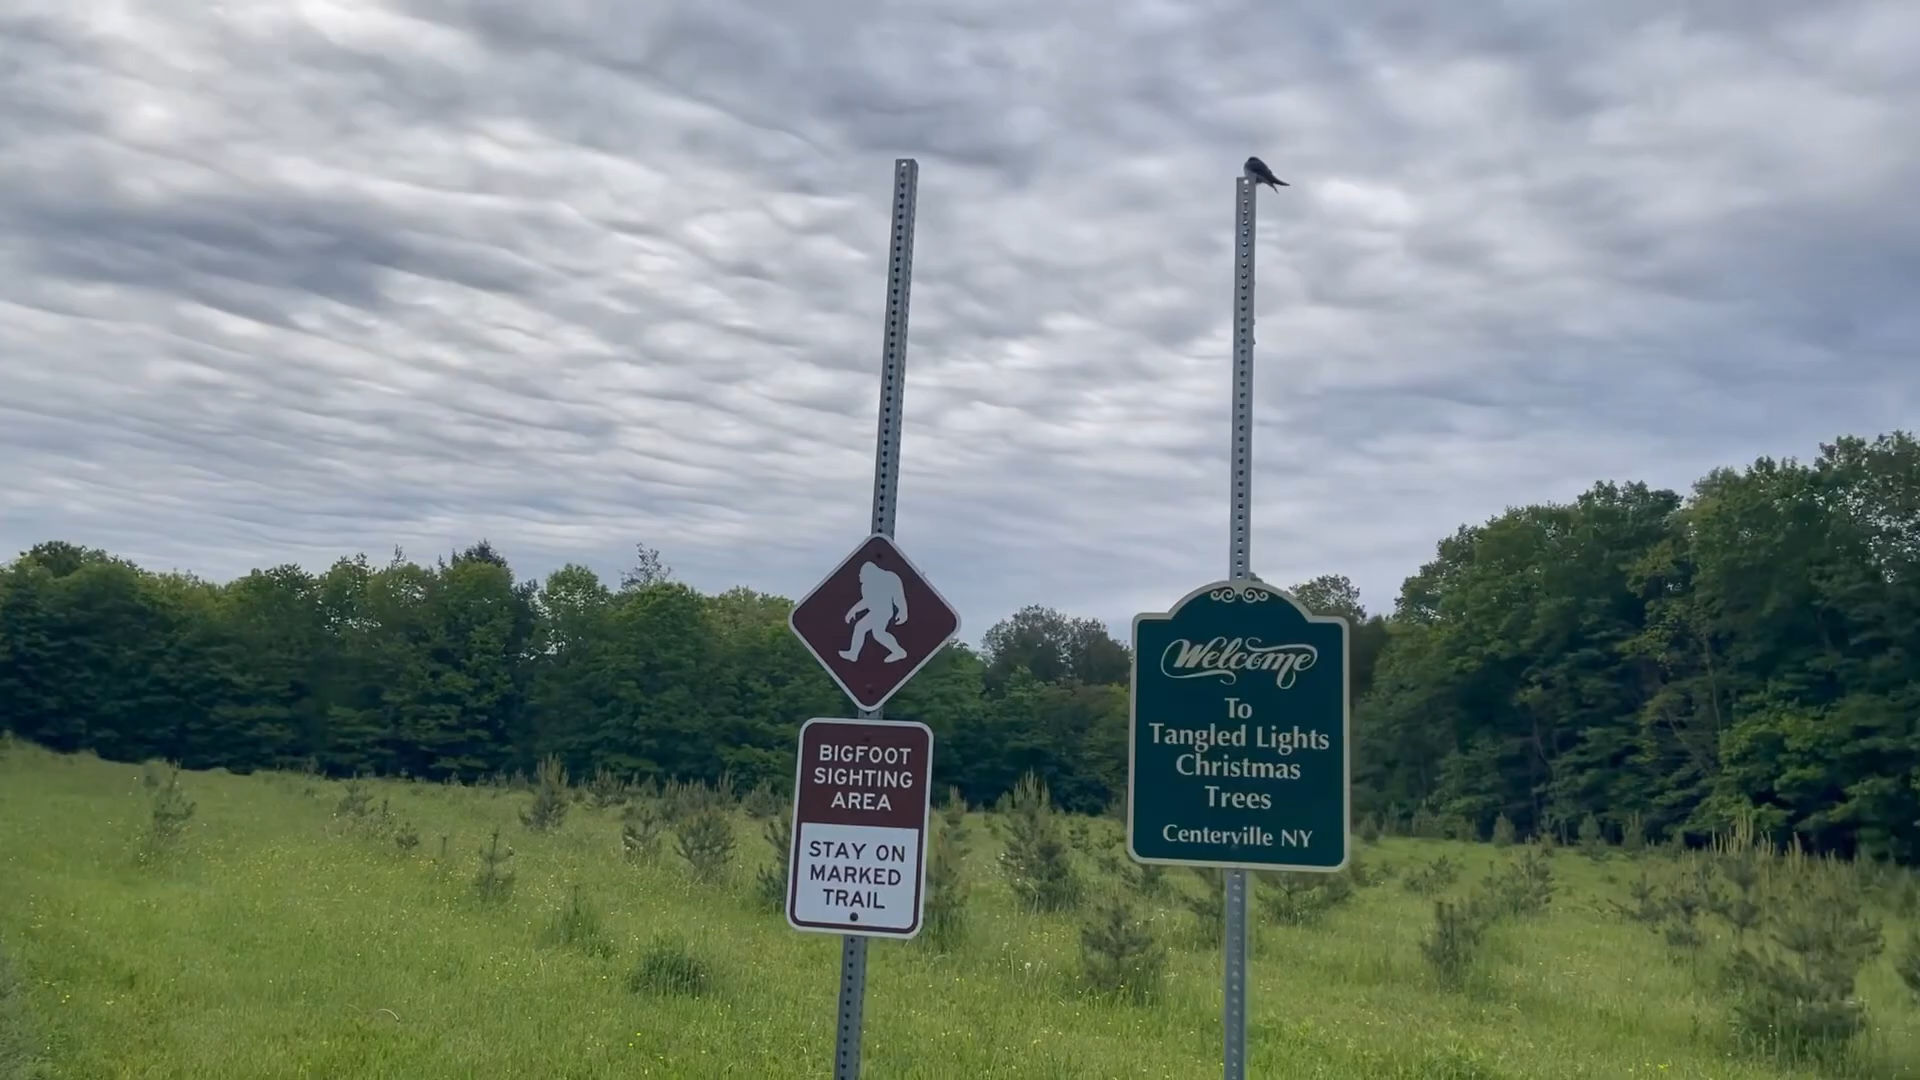 BIGFOOT
SIGHTING
AREA
STAY ON
MARKED
TRAIL
Welcome
To
Tangled Lights
Christmas
Trees
Centerville NY